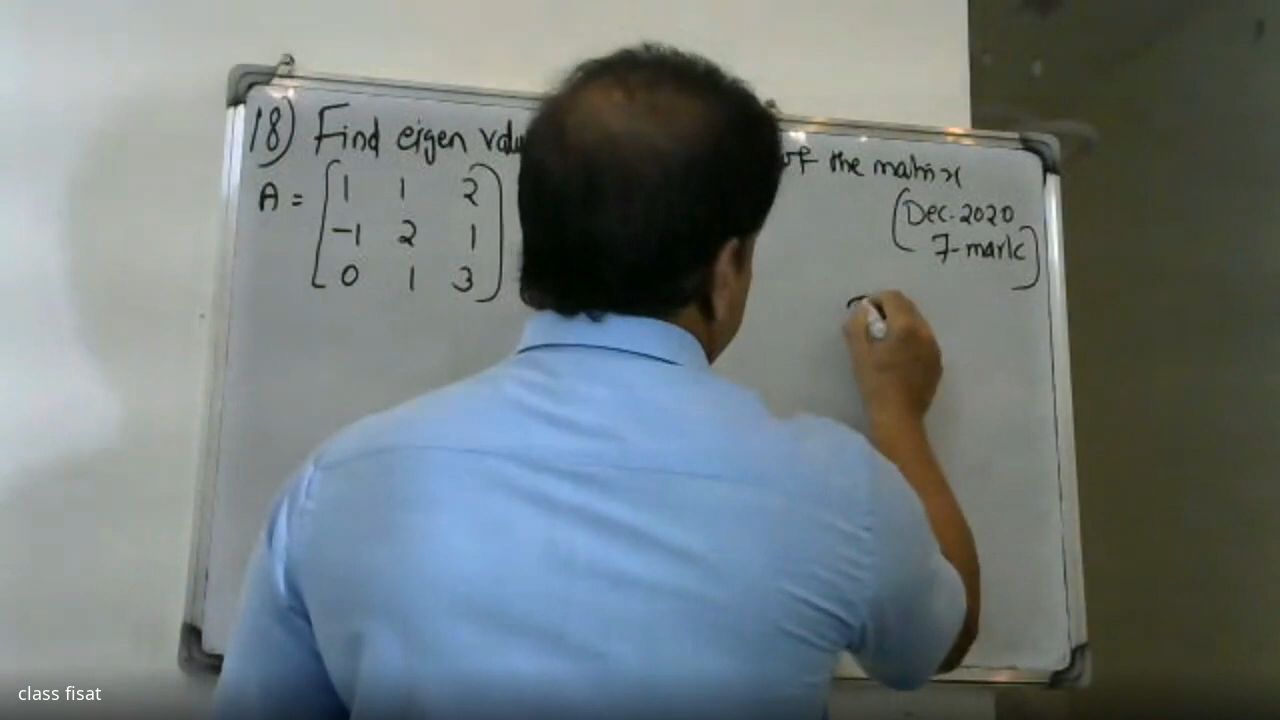 18) Find eigen valu of the matrix
A = [1 1 2
-1 2 1
0 1 3]
(Dec-2020
7-mark)
class fisat